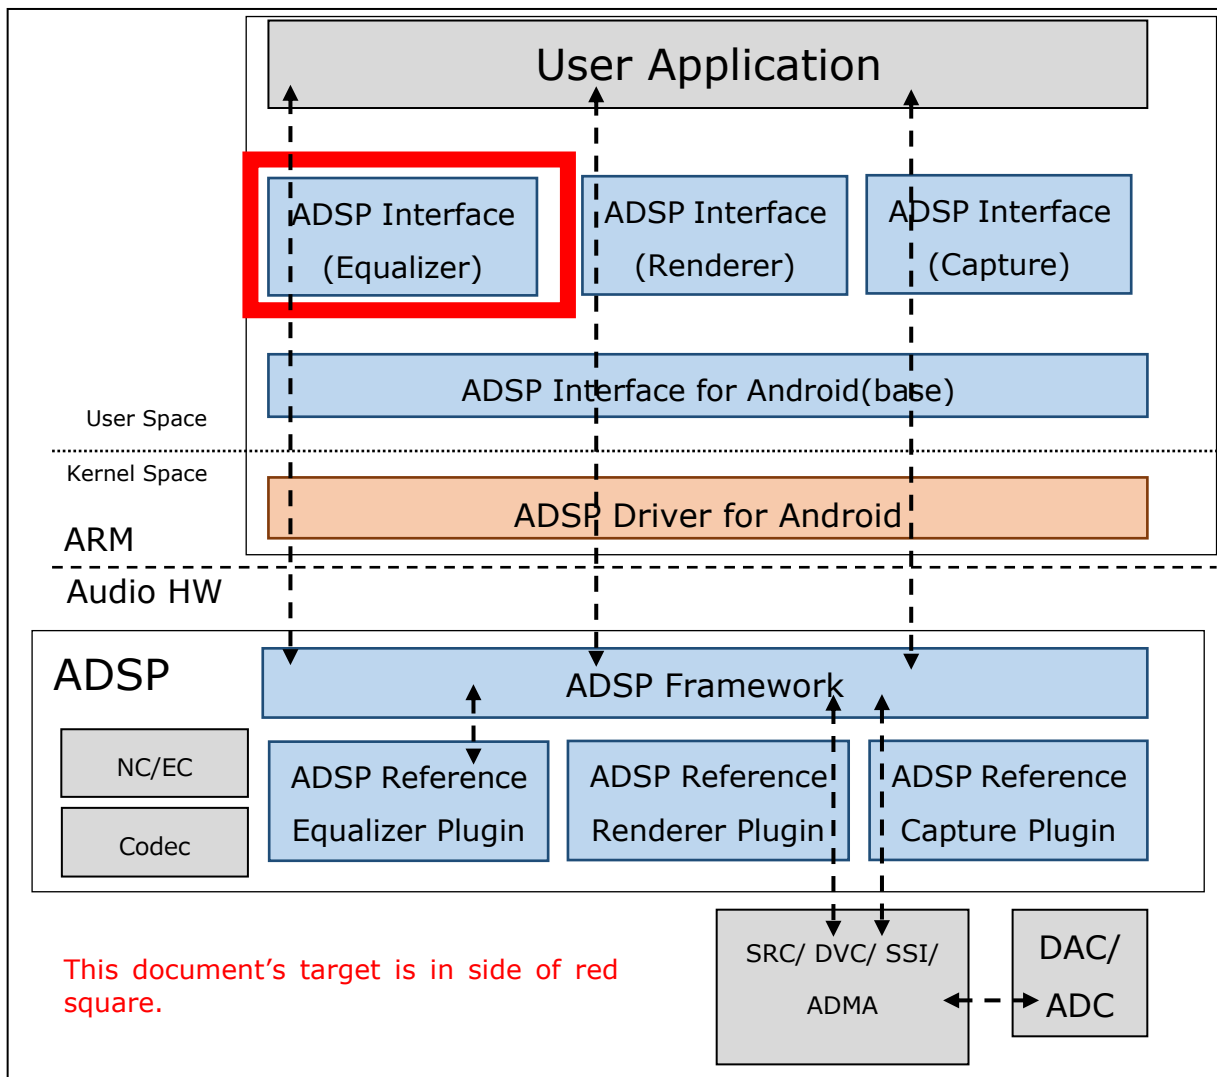 User Application
ADSP Interface
(Equalizer)
ADSP Interface
(Renderer)
ADSP Interface
(Capture)
ADSP Interface for Android(base)
User Space
Kernel Space
ADSP Driver for Android
ARM
Audio HW
ADSP
ADSP Framework
NC/EC
Codec
ADSP Reference
Equalizer Plugin
ADSP Reference
Renderer Plugin
ADSP Reference
Capture Plugin
SRC/ DVC/ SSI/
ADMA
DAC/
ADC
This document's target is in side of red
square.